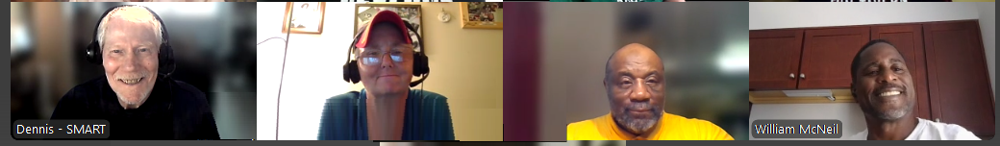 Dennis - SMART
William McNeil